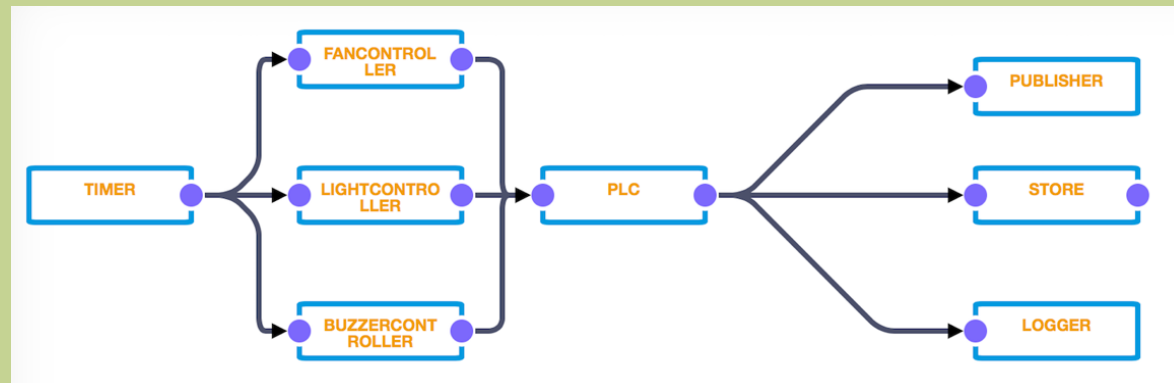 FANCONTROL
LER
PUBLISHER
TIMER
LIGHTCONTRO
LLER
PLC
STORE
BUZZERCONT
ROLLER
LOGGER